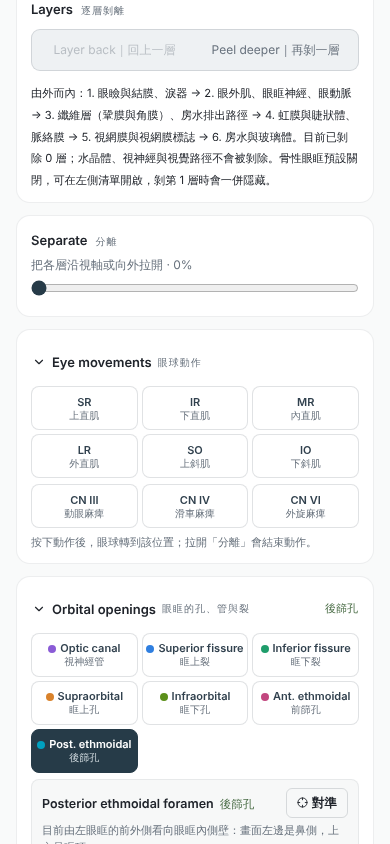 Layers 逐層剝離
Layer back｜回上一層
Peel deeper｜再剝一層
由外而內：1. 眼瞼與結膜、淚器 → 2. 眼外肌、眼眶神經、眼動脈
→ 3. 纖維層（鞏膜與角膜）、房水排出路徑 → 4. 虹膜與睫狀體、
脈絡膜 → 5. 視網膜與視網膜標誌 → 6. 房水與玻璃體。目前已剝
除 0 層；水晶體、視神經與視覺路徑不會被剝除。骨性眼眶預設關
閉，可在左側清單開啟，剝到第 1 層時會一併隱藏。
Separate 分離
把各層沿視軸或向外拉開 · 0%
Eye movements 眼球動作
SR
上直肌
IR
下直肌
MR
內直肌
LR
外直肌
SO
上斜肌
IO
下斜肌
CN III
動眼麻痺
CN IV
滑車麻痺
CN VI
外旋麻痺
按下動作後，眼球轉到該位置；拉開「分離」會結束動作。
Orbital openings 眼眶的孔、管與裂
後篩孔
Optic canal
視神經管
Superior fissure
眶上裂
Inferior fissure
眶下裂
Supraorbital
眶上孔
Infraorbital
眶下孔
Ant. ethmoidal
前篩孔
Post. ethmoidal
後篩孔
Posterior ethmoidal foramen 後篩孔
對準
目前由左眼眶的前外側看向眼眶內側壁：畫面左邊是鼻側，上